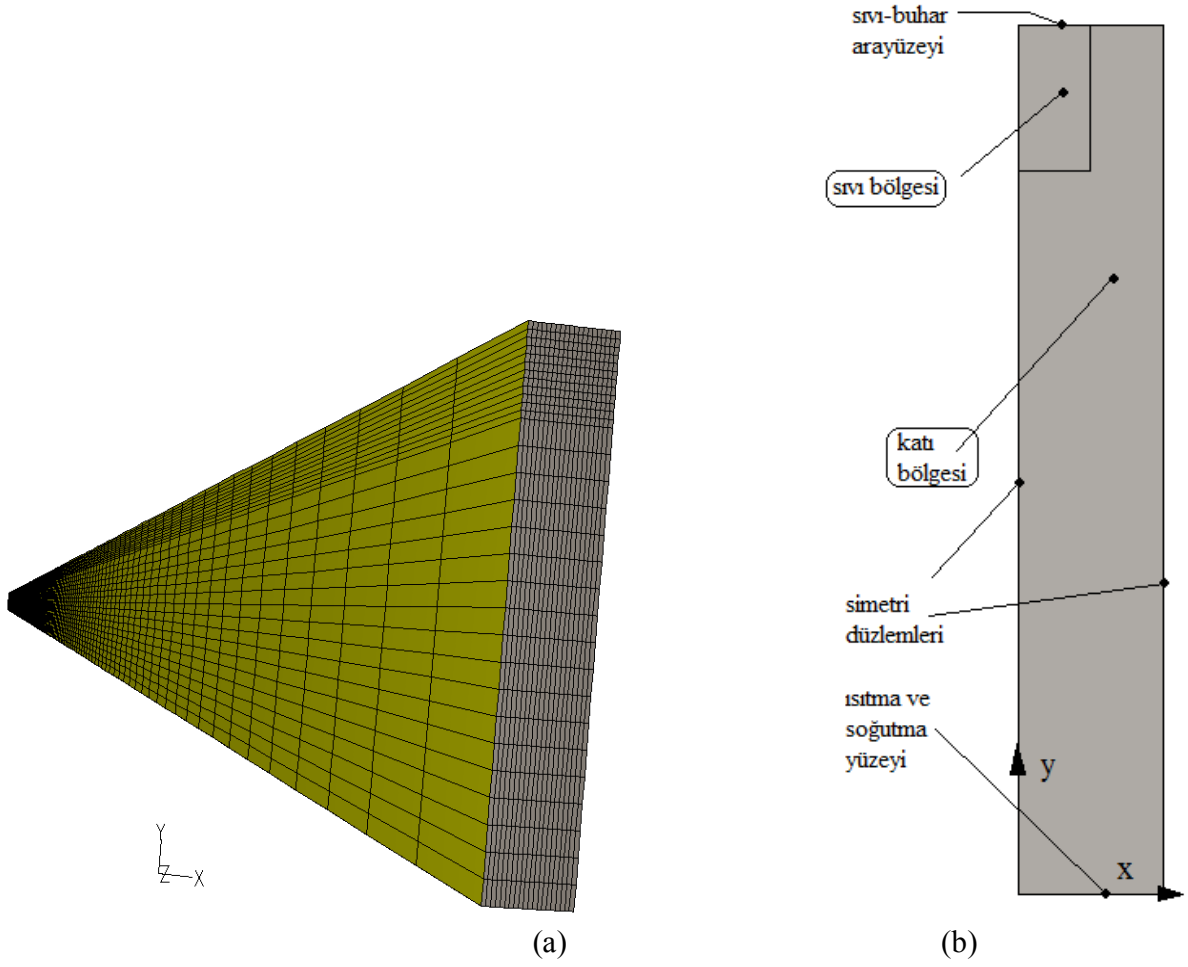 sıvı-buhar
arayüzeyi
sıvı bölgesi
katı
bölgesi
simetri
düzlemleri
ısıtma ve
soğutma
yüzeyi
y
x
Y
Z X
(a)
(b)